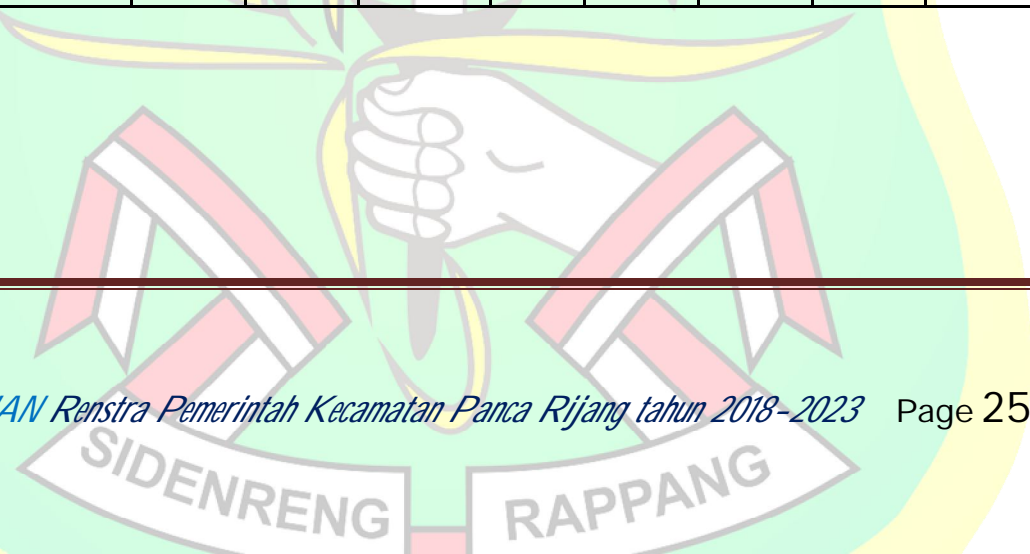 AN Renstra Pemerintah Kecamatan Panca Rijang tahun 2018-2023 Page 25
SIDENRENG RAPPANG